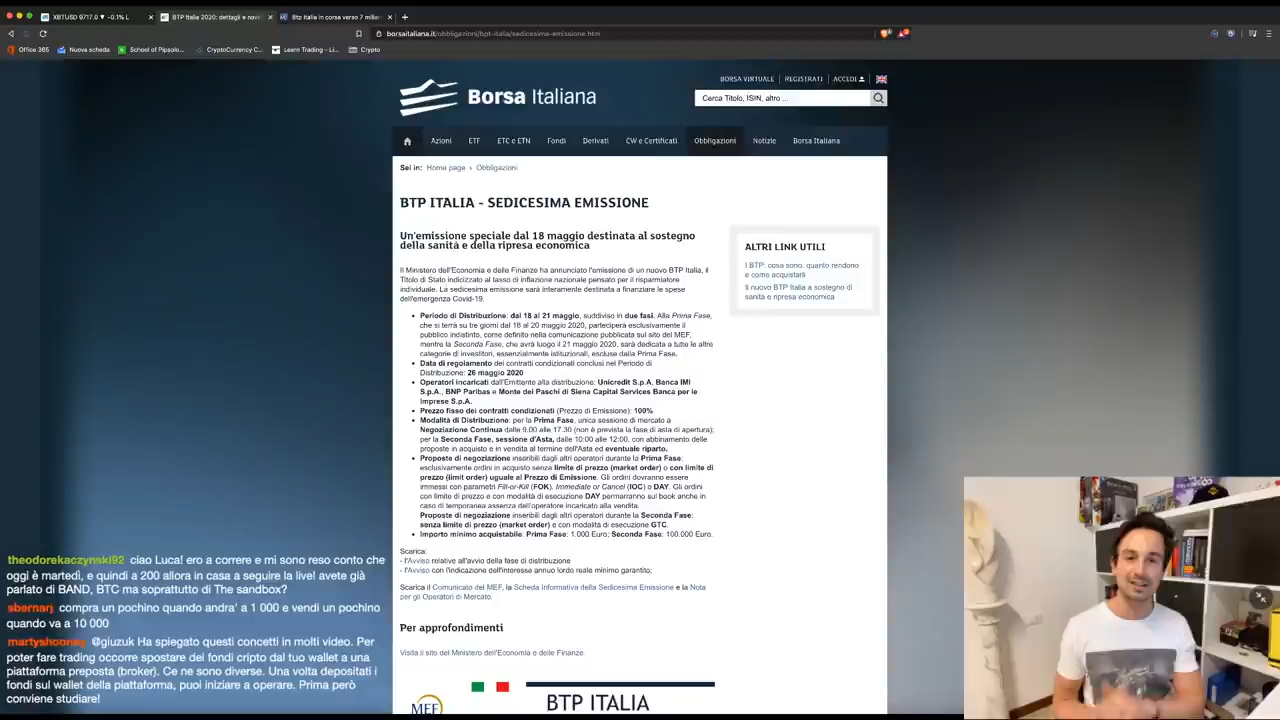 XBTUSD 9717.0 ▼ -0.1% L
BTP Italia 2020: dettagli e novi
Btp Italia in corsa verso 7 miliar
borsaitaliana.it/obbligazioni/bpt-italia/sedicesima-emissione.htm
Office 365
Nuova scheda
School of Pipsolo...
CryptoCurrency C...
Learn Trading - Li...
Crypto
BORSA VIRTUALE
REGISTRATI
ACCEDI
Borsa Italiana
Cerca Titolo, ISIN, altro ...
Azioni
ETF
ETC e ETN
Fondi
Derivati
CW e Certificati
Obbligazioni
Notizie
Borsa Italiana
Sei in: Home page › Obbligazioni
BTP ITALIA - SEDICESIMA EMISSIONE
Un'emissione speciale dal 18 maggio destinata al sostegno
della sanità e della ripresa economica
Il Ministero dell'Economia e delle Finanze ha annunciato l'emissione di un nuovo BTP Italia, il
Titolo di Stato indicizzato al tasso di inflazione nazionale pensato per il risparmiatore
individuale. La sedicesima emissione sarà interamente destinata a finanziare le spese
dell'emergenza Covid-19.
Periodo di Distribuzione: dal 18 al 21 maggio, suddiviso in due fasi. Alla Prima Fase,
che si terrà su tre giorni dal 18 al 20 maggio 2020, parteciperà esclusivamente il
pubblico indistinto, come definito nella comunicazione pubblicata sul sito del MEF,
mentre la Seconda Fase, che avrà luogo il 21 maggio 2020, sarà dedicata a tutte le altre
categorie di investitori, essenzialmente istituzionali, escluse dalla Prima Fase.
Data di regolamento dei contratti condizionali conclusi nel Periodo di
Distribuzione: 26 maggio 2020
Operatori incaricati dall'Emittente alla distribuzione: Unicredit S.p.A, Banca IMI
S.p.A., BNP Paribas e Monte dei Paschi di Siena Capital Services Banca per le
Imprese S.p.A.
Prezzo fisso dei contratti condizionati (Prezzo di Emissione): 100%
Modalità di Distribuzione: per la Prima Fase, unica sessione di mercato a
Negoziazione Continua dalle 9.00 alle 17.30 (non è prevista la fase di asta di apertura);
per la Seconda Fase, sessione d'Asta, dalle 10:00 alle 12:00, con abbinamento delle
proposte in acquisto e in vendita al termine dell'Asta ed eventuale riparto.
Proposte di negoziazione inseribili dagli altri operatori durante la Prima Fase:
esclusivamente ordini in acquisto senza limite di prezzo (market order) o con limite di
prezzo (limit order) uguale al Prezzo di Emissione. Gli ordini dovranno essere
immessi con parametri Fill-or-Kill (FOK), Immediate or Cancel (IOC) o DAY. Gli ordini
con limite di prezzo e con modalità di esecuzione DAY permarranno sul book anche in
caso di temporanea assenza dell'operatore incaricato alla vendita.
Proposte di negoziazione inseribili dagli altri operatori durante la Seconda Fase:
senza limite di prezzo (market order) e con modalità di esecuzione GTC.
Importo minimo acquistabile: Prima Fase: 1.000 Euro; Seconda Fase: 100.000 Euro.
Scarica:
- l'Avviso relative all'avvio della fase di distribuzione
- l'Avviso con l'indicazione dell'interesse annuo lordo reale minimo garantito;
Scarica il Comunicato del MEF, la Scheda Informativa della Sedicesima Emissione e la Nota
per gli Operatori di Mercato.
Per approfondimenti
Visita il sito del Ministero dell'Economia e delle Finanze
MEF
BTP ITALIA
ALTRI LINK UTILI
I BTP: cosa sono, quanto rendono
e come acquistarli
Il nuovo BTP Italia a sostegno di
sanità e ripresa economica
theodorekaczynski92 ciao Luca! ero a correre e mi sono reso conto che
oggi è martedì, e quindi a 200 allora in casa a seguire la live! avete già
parlato di BAND, BTC ma soprattutto di The sandbox?
sbernarj compra un pochino quando andra' a 1 000 e vendi un pochino
quando va a 10 000
martyshooney @giuzuk Ha spiegato questi concetti in molti video. Per
poter fare trading occorre spostare dei fondi cripto dal tuo wallet a una
piattaforma preposta (broker). Ce ne sono diverse. Una volta depositati i
fondi sul wallet della piattaforma, puoi iniziare a operare. Prima però
conviene studiare!